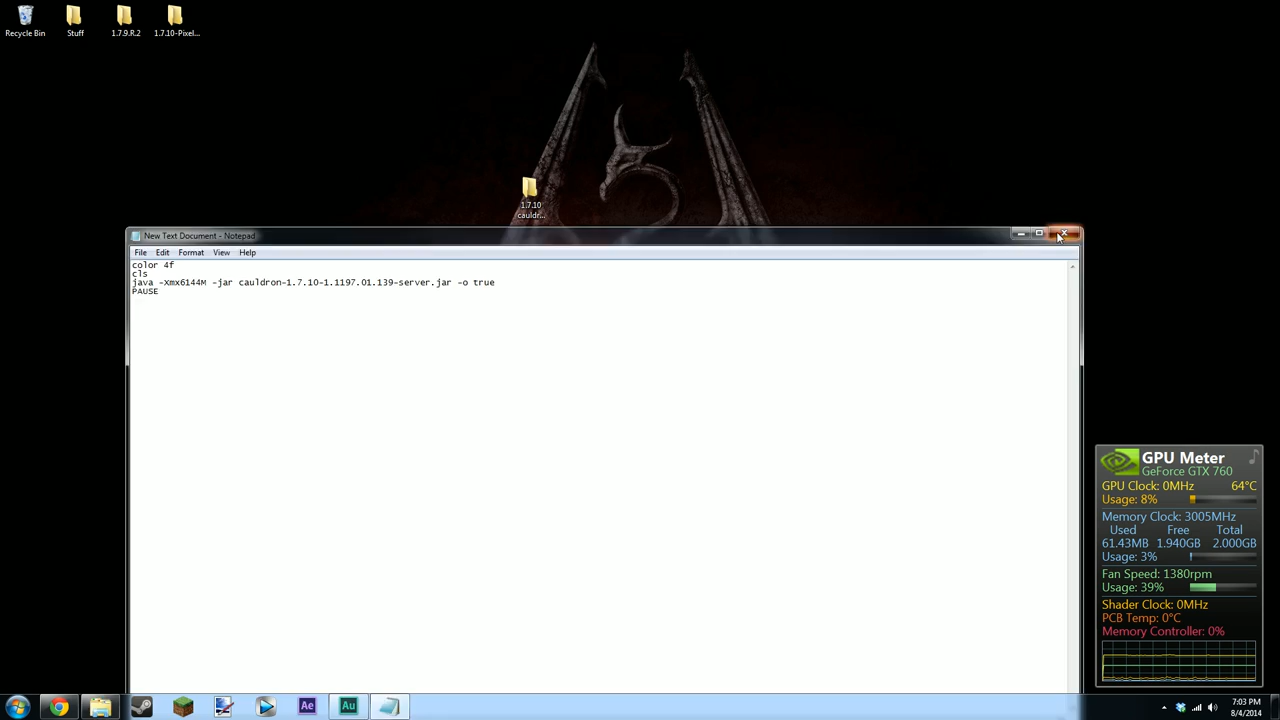 Recycle Bin
Stuff
1.7.9.R.2
1.7.10-Pixel...
1.7.10
cauldr...
New Text Document - Notepad
File Edit Format View Help
color 4f
cls
java -Xmx6144M -jar cauldron-1.7.10-1.1197.01.139-server.jar -o true
PAUSE
GPU Meter
GeForce GTX 760
GPU Clock: 0MHz 64°C
Usage: 8%
Memory Clock: 3005MHz
Used Free Total
61.43MB 1.940GB 2.000GB
Usage: 3%
Fan Speed: 1380rpm
Usage: 39%
Shader Clock: 0MHz
PCB Temp: 0°C
Memory Controller: 0%
Ae
Au
7:03 PM
8/4/2014